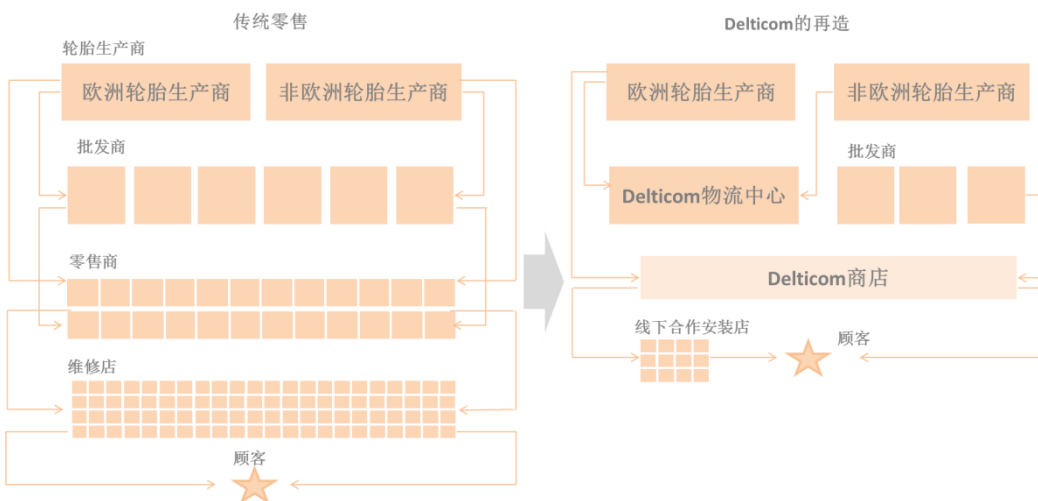 传统零售
轮胎生产商
欧洲轮胎生产商
非欧洲轮胎生产商
批发商
零售商
维修店
顾客
Delticom的再造
欧洲轮胎生产商
非欧洲轮胎生产商
批发商
Delticom物流中心
Delticom商店
线下合作安装店
顾客